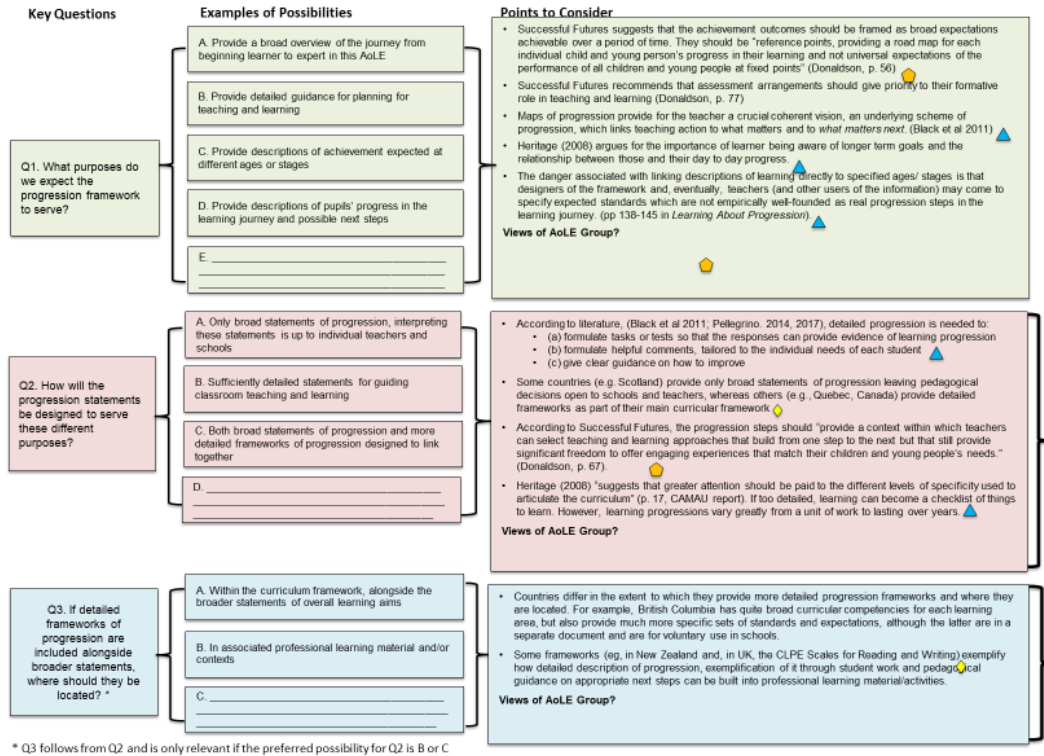 Key Questions
Examples of Possibilities
Points to Consider
Q1. What purposes do
we expect the
progression framework
to serve?
A. Provide a broad overview of the journey from
beginning learner to expert in this AoLE
B. Provide detailed guidance for planning for
teaching and learning
C. Provide descriptions of achievement expected at
different ages or stages
D. Provide descriptions of pupils' progress in the
learning journey and possible next steps
E. ____________________
• Successful Futures suggests that the achievement outcomes should be framed as broad expectations
achievable over a period of time. They should be "reference points, providing a road map for each
individual child and young person's progress in their learning and not universal expectations of the
performance of all children and young people at fixed points" (Donaldson, p. 56)
• Successful Futures recommends that assessment arrangements should give priority to their formative
role in teaching and learning (Donaldson, p. 77)
• Maps of progression provide for the teacher a crucial coherent vision, an underlying scheme of
progression, which links teaching action to what matters and to what matters next. (Black et al 2011)
• Heritage (2008) argues for the importance of learner being aware of longer term goals and the
relationship between those and their day to day progress.
• The danger associated with linking descriptions of learning directly to specified ages/ stages is that
designers of the framework and, eventually, teachers (and other users of the information) may come to
specify expected standards which are not empirically well-founded as real progression steps in the
learning journey. (pp 138-145 in Learning About Progression).
Views of AoLE Group?
Q2. How will the
progression statements
be designed to serve
these different
purposes?
A. Only broad statements of progression, interpreting
these statements is up to individual teachers and
schools
B. Sufficiently detailed statements for guiding
classroom teaching and learning
C. Both broad statements of progression and more
detailed frameworks of progression designed to link
together
D. ____________________
• According to literature, (Black et al 2011; Pellegrino. 2014, 2017), detailed progression is needed to:
• (a) formulate tasks or tests so that the responses can provide evidence of learning progression
• (b) formulate helpful comments, tailored to the individual needs of each student
• (c) give clear guidance on how to improve
• Some countries (e.g. Scotland) provide only broad statements of progression leaving pedagogical
decisions open to schools and teachers, whereas others (e.g., Quebec, Canada) provide detailed
frameworks as part of their main curricular framework
• According to Successful Futures, the progression steps should "provide a context within which teachers
can select teaching and learning approaches that build from one step to the next but that still provide
significant freedom to offer engaging experiences that match their children and young people's needs."
(Donaldson, p. 67).
• Heritage (2008) "suggests that greater attention should be paid to the different levels of specificity used to
articulate the curriculum" (p. 17, CAMAU report). If too detailed, learning can become a checklist of things
to learn. However, learning progressions vary greatly from a unit of work to lasting over years.
Views of AoLE Group?
Q3. If detailed
frameworks of
progression are
included alongside
broader statements,
where should they be
located? *
A. Within the curriculum framework, alongside the
broader statements of overall learning aims
B. In associated professional learning material and/or
contexts
C. ____________________
• Countries differ in the extent to which they provide more detailed progression frameworks and where they
are located. For example, British Columbia has quite broad curricular competencies for each learning
area, but also provide much more specific sets of standards and expectations, although the latter are in a
separate document and are for voluntary use in schools.
• Some frameworks (eg, in New Zealand and, in UK, the CLPE Scales for Reading and Writing) exemplify
how detailed description of progression, exemplification of it through student work and pedagogical
guidance on appropriate next steps can be built into professional learning material/activities.
Views of AoLE Group?
* Q3 follows from Q2 and is only relevant if the preferred possibility for Q2 is B or C